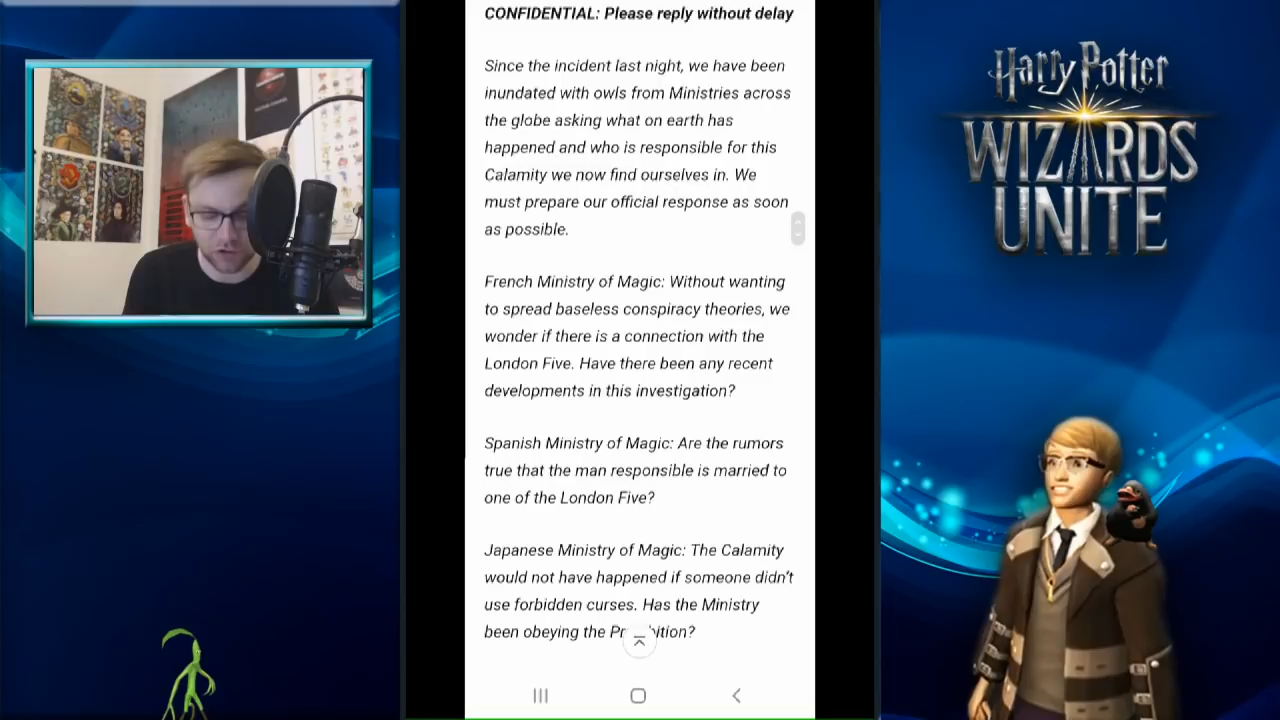 CONFIDENTIAL: Please reply without delay
Since the incident last night, we have been
inundated with owls from Ministries across
the globe asking what on earth has
happened and who is responsible for this
Calamity we now find ourselves in. We
must prepare our official response as soon
as possible.
French Ministry of Magic: Without wanting
to spread baseless conspiracy theories, we
wonder if there is a connection with the
London Five. Have there been any recent
developments in this investigation?
Spanish Ministry of Magic: Are the rumors
true that the man responsible is married to
one of the London Five?
Japanese Ministry of Magic: The Calamity
would not have happened if someone didn't
use forbidden curses. Has the Ministry
been obeying the
Harry Potter
WIZARDS
UNITE